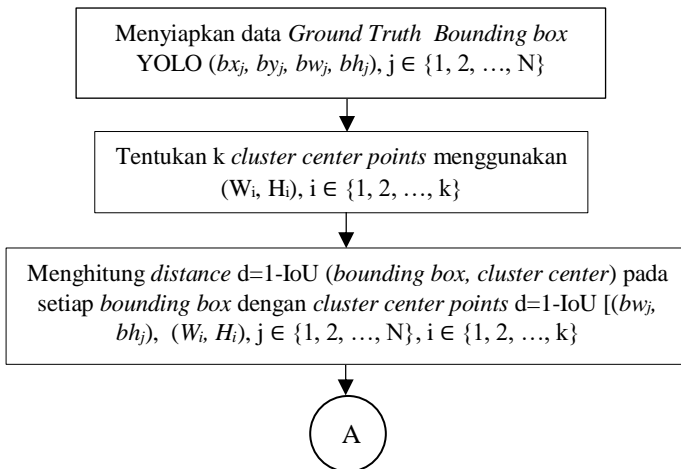 Menyiapkan data Ground Truth Bounding box
YOLO (bxⱼ, byⱼ, bwⱼ, bhⱼ), j ∈ {1, 2, …, N}
Tentukan k cluster center points menggunakan
(Wᵢ, Hᵢ), i ∈ {1, 2, …, k}
Menghitung distance d=1-IoU (bounding box, cluster center) pada
setiap bounding box dengan cluster center points d=1-IoU [(bwⱼ,
bhⱼ), (Wᵢ, Hᵢ), j ∈ {1, 2, …, N}, i ∈ {1, 2, …, k}
A